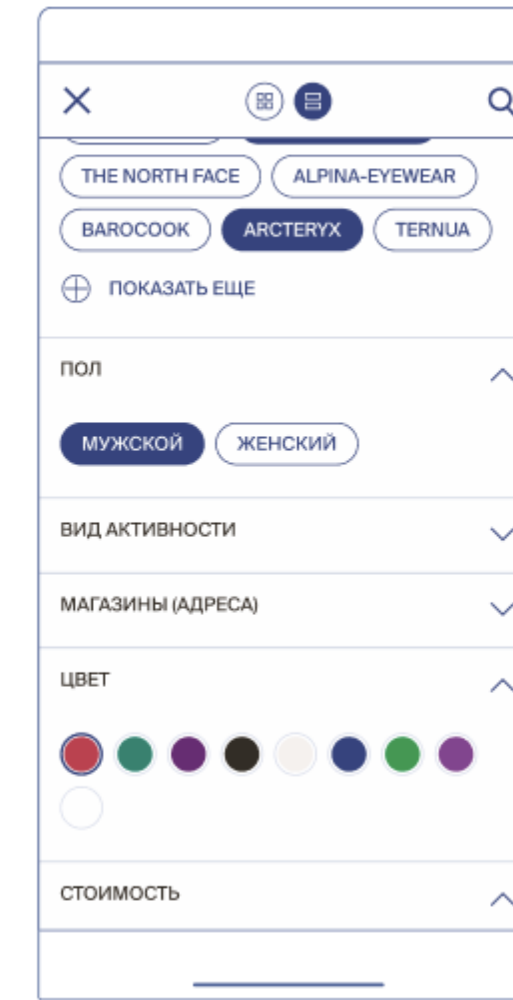 THE NORTH FACE ALPINA-EYEWEAR
BAROCOOK ARCTERYX TERNUA
ПОКАЗАТЬ ЕЩЕ
ПОЛ
МУЖСКОЙ ЖЕНСКИЙ
ВИД АКТИВНОСТИ
МАГАЗИНЫ (АДРЕСА)
ЦВЕТ
СТОИМОСТЬ